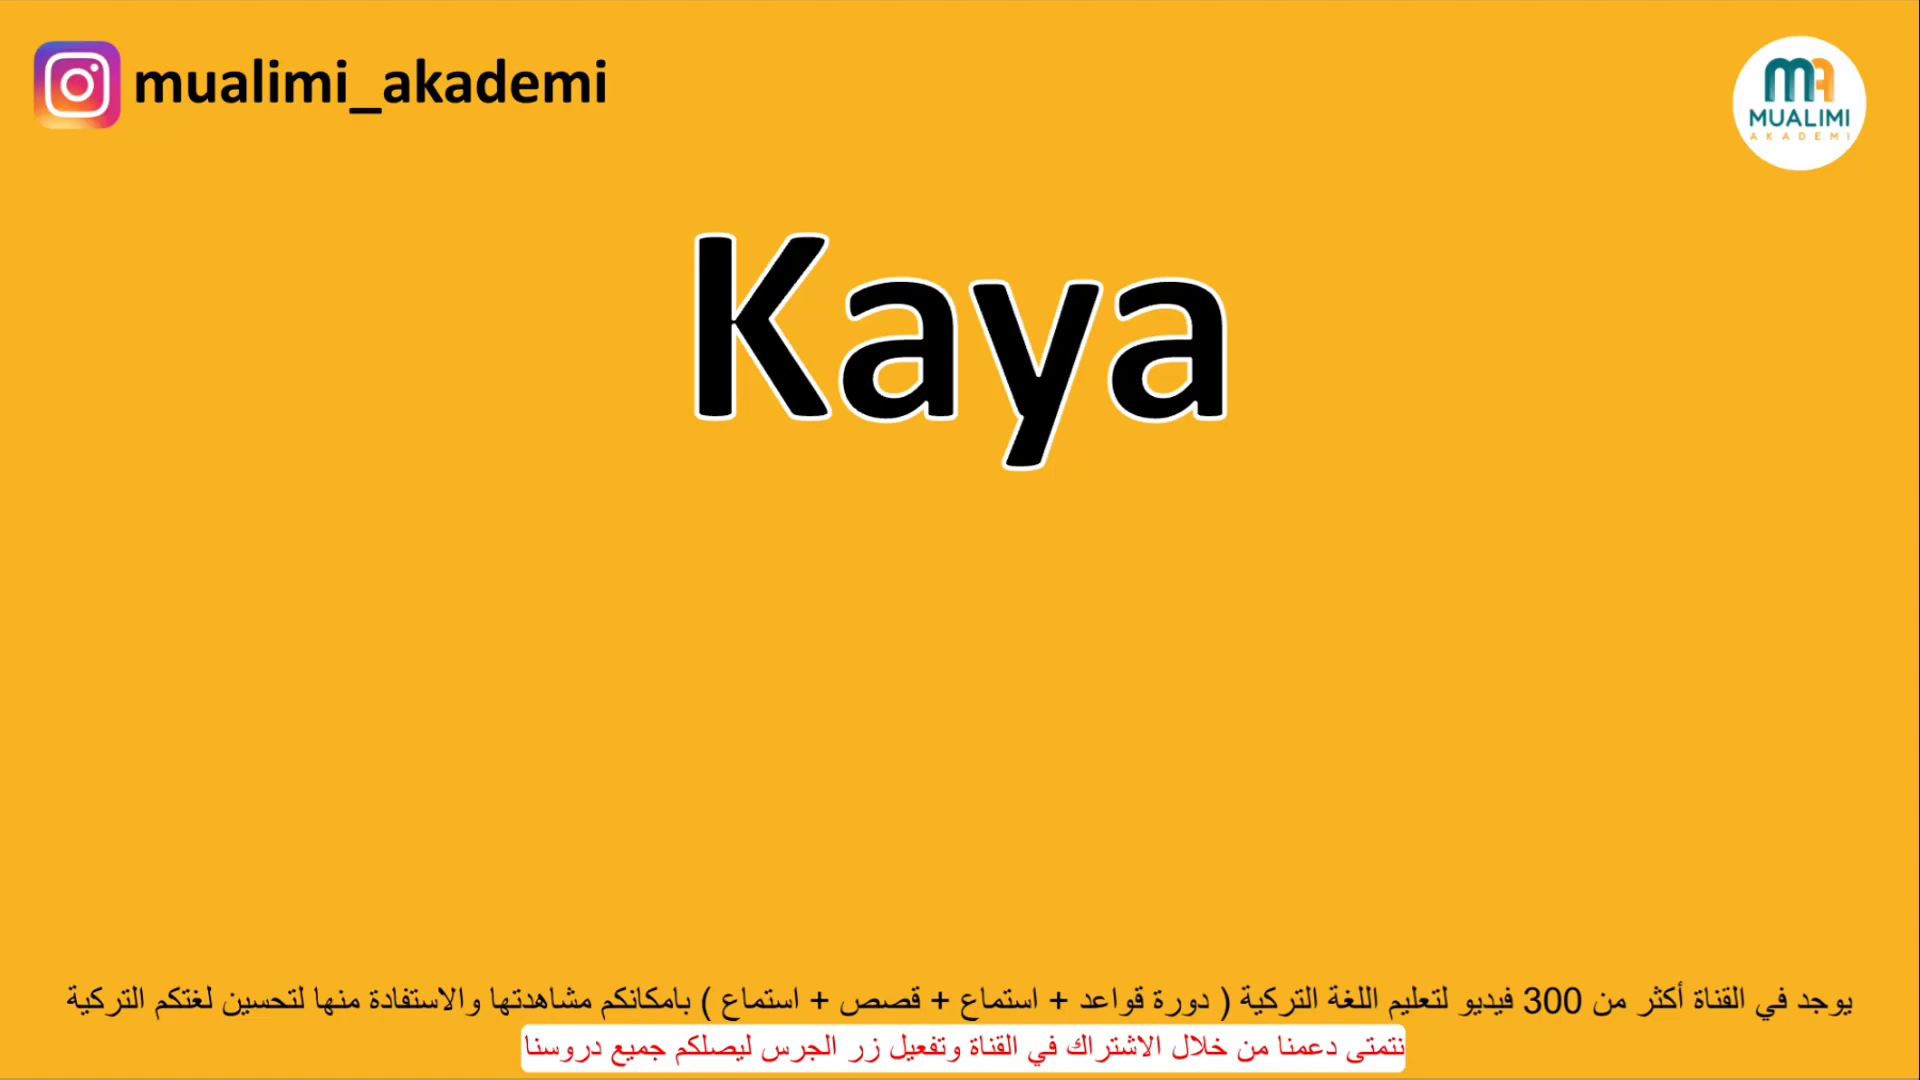 mualimi_akademi
MUALIMI
AKADEMI
Kaya
يوجد في القناة أكثر من 300 فيديو لتعليم اللغة التركية ( دورة قواعد + استماع + قصص + استماع ) بامكانكم مشاهدتها والاستفادة منها لتحسين لغتكم التركية
نتمتى دعمنا من خلال الاشتراك في القناة وتفعيل زر الجرس ليصلكم جميع دروسنا